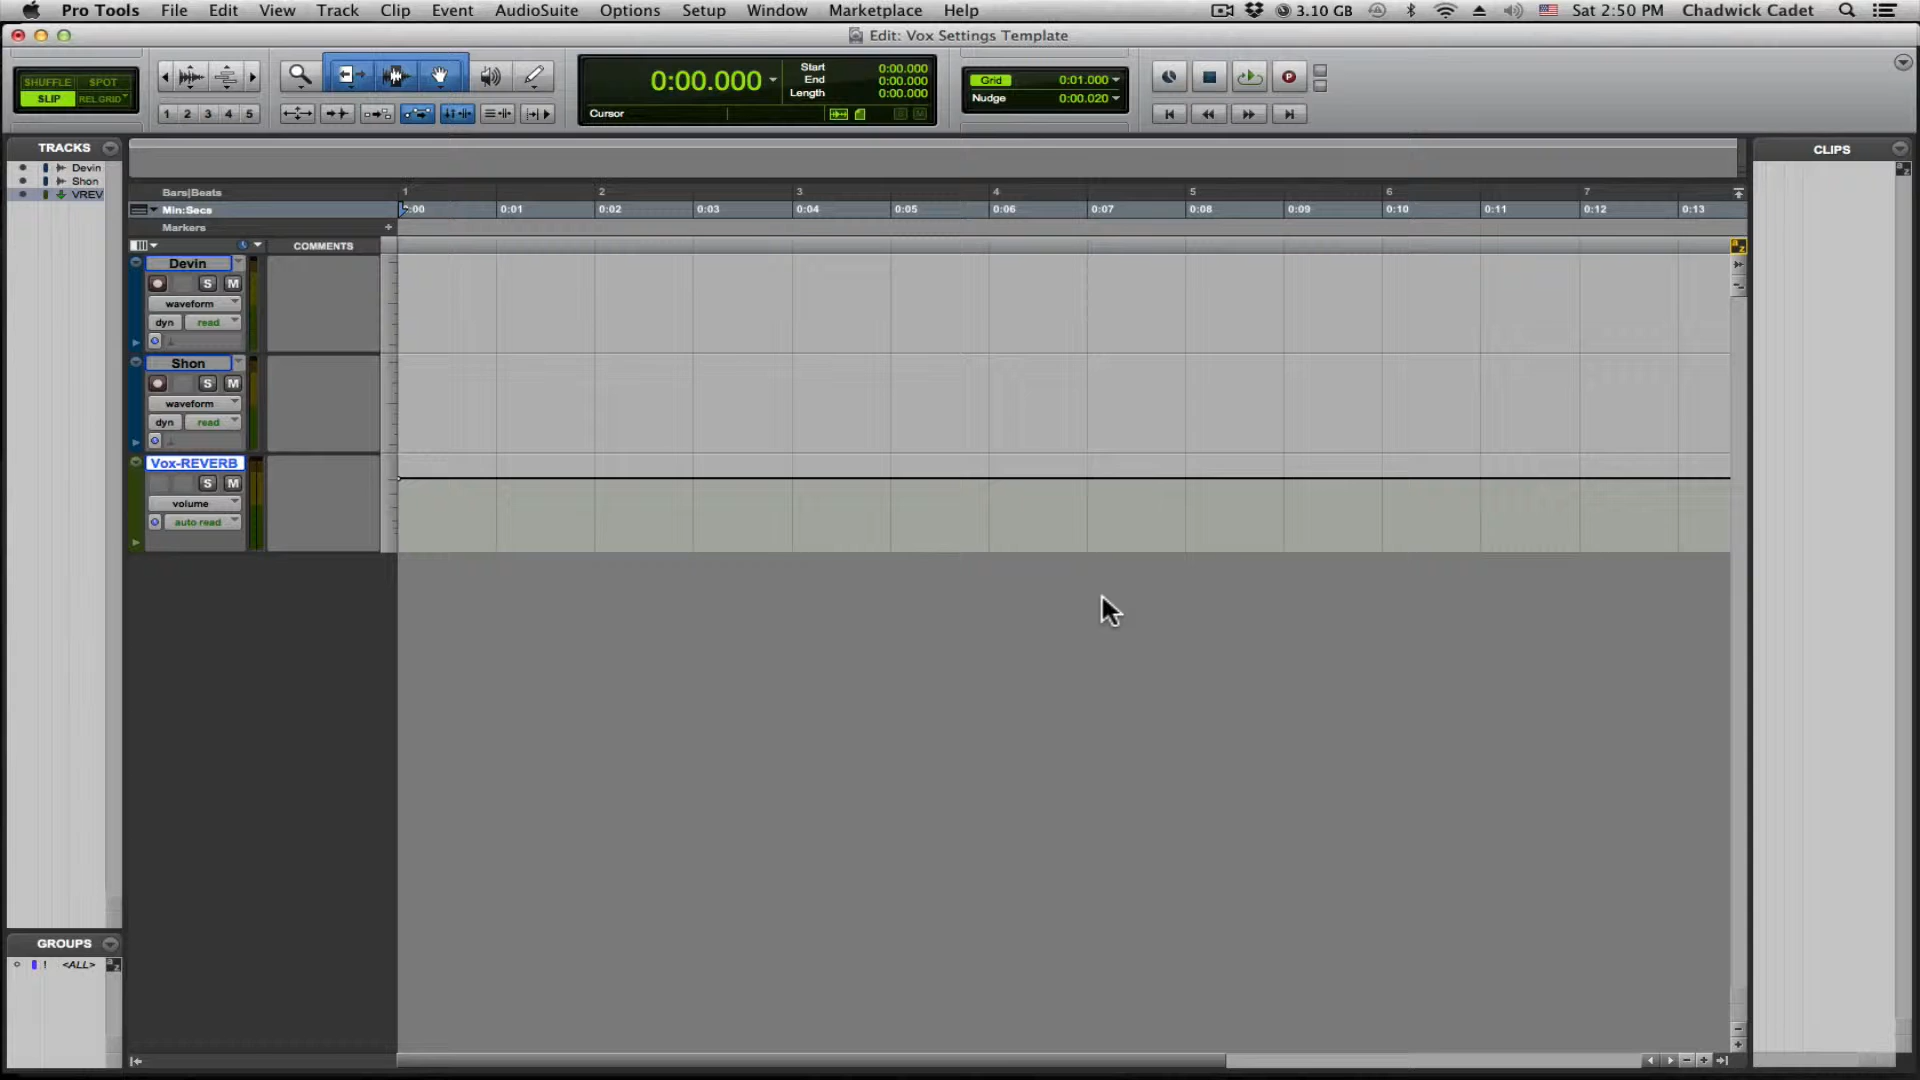 Pro Tools File Edit View Track Clip Event AudioSuite Options Setup Window Marketplace Help 3.10 GB Sat 2:50 PM Chadwick Cadet
Edit: Vox Settings Template
SHUFFLE SPOT
SLIP REL GRID
1 2 3 4 5
0:00.000
Start 0:00.000
End 0:00.000
Length 0:00.000
Cursor
Grid 0:01.000
Nudge 0:00.020
TRACKS
Devin
Shon
VREV
CLIPS
Bars|Beats 1 2 3 4 5 6 7
Min:Secs :00 0:01 0:02 0:03 0:04 0:05 0:06 0:07 0:08 0:09 0:10 0:11 0:12 0:13
Markers
COMMENTS
Devin
S M
waveform
dyn read
Shon
S M
waveform
dyn read
Vox-REVERB
S M
volume
auto read
GROUPS
! <ALL>